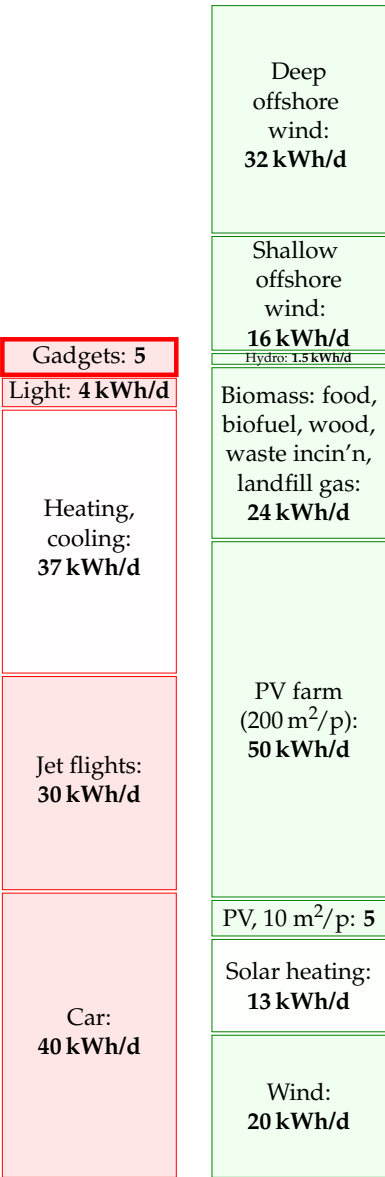 Gadgets: 5
Light: 4 kWh/d
Heating,
cooling:
37 kWh/d
Jet flights:
30 kWh/d
Car:
40 kWh/d
Deep
offshore
wind:
32 kWh/d
Shallow
offshore
wind:
16 kWh/d
Hydro: 1.5 kWh/d
Biomass: food,
biofuel, wood,
waste incin’n,
landfill gas:
24 kWh/d
PV farm
(200 m²/p):
50 kWh/d
PV, 10 m²/p: 5
Solar heating:
13 kWh/d
Wind:
20 kWh/d